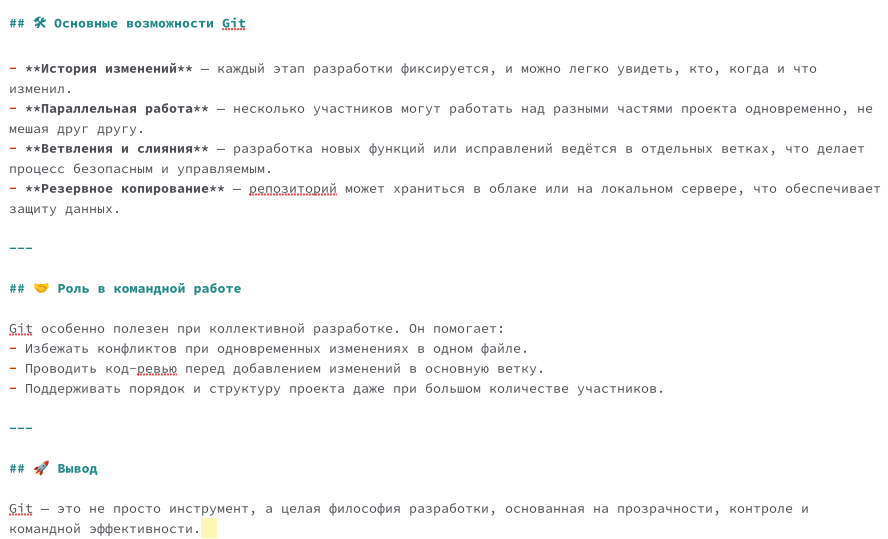 ## 🛠 Основные возможности Git
- **История изменений** — каждый этап разработки фиксируется, и можно легко увидеть, кто, когда и что
изменил.
- **Параллельная работа** — несколько участников могут работать над разными частями проекта одновременно, не
мешая друг другу.
- **Ветвления и слияния** — разработка новых функций или исправлений ведётся в отдельных ветках, что делает
процесс безопасным и управляемым.
- **Резервное копирование** — репозиторий может храниться в облаке или на локальном сервере, что обеспечивает
защиту данных.
---
## 🤝 Роль в командной работе
Git особенно полезен при коллективной разработке. Он помогает:
- Избежать конфликтов при одновременных изменениях в одном файле.
- Проводить код-ревью перед добавлением изменений в основную ветку.
- Поддерживать порядок и структуру проекта даже при большом количестве участников.
---
## 🚀 Вывод
Git — это не просто инструмент, а целая философия разработки, основанная на прозрачности, контроле и
командной эффективности.